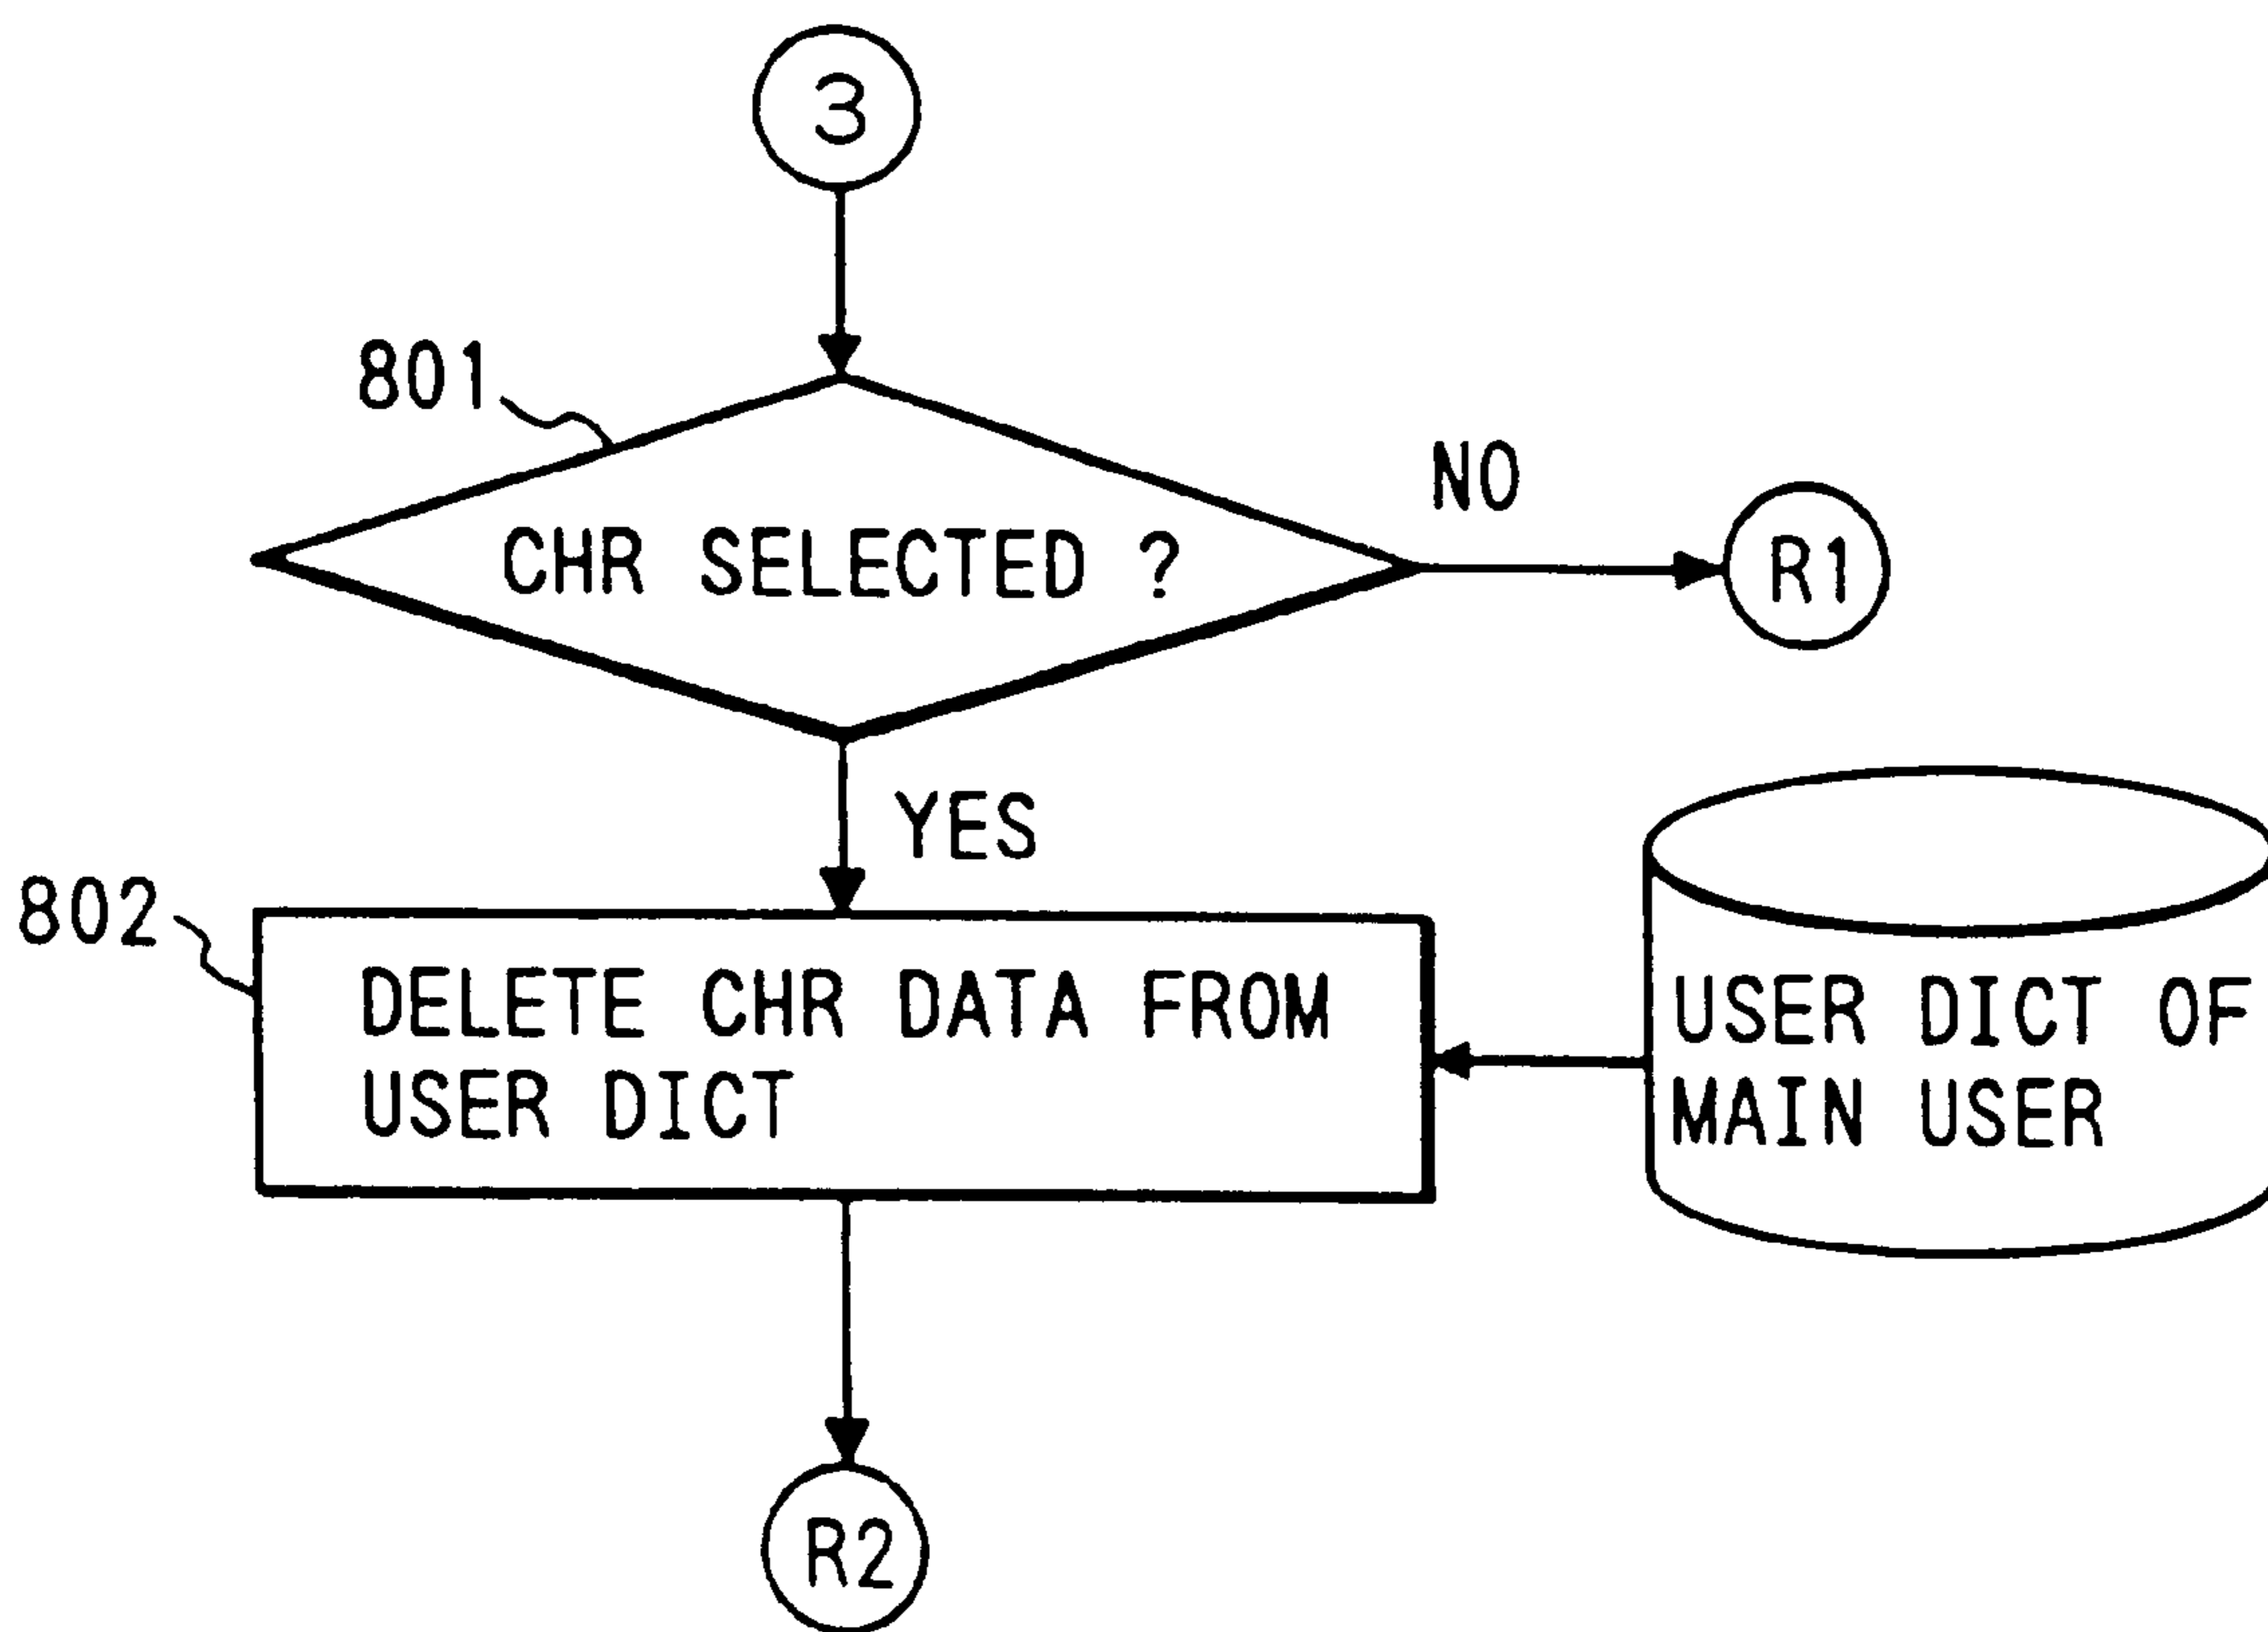 3
801
CHR SELECTED ?
NO
R1
YES
802
DELETE CHR DATA FROM
USER DICT
USER DICT OF
MAIN USER
R2